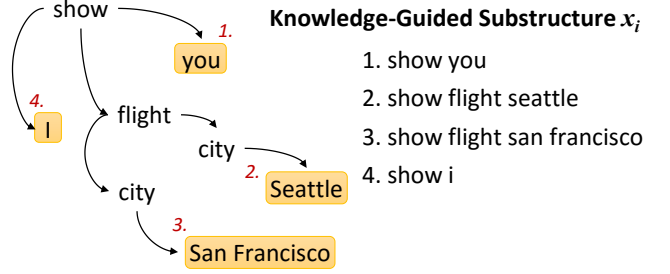 show
1.
you
4.
I
flight
city
2.
Seattle
city
3.
San Francisco
Knowledge-Guided Substructure xᵢ
1. show you
2. show flight seattle
3. show flight san francisco
4. show i